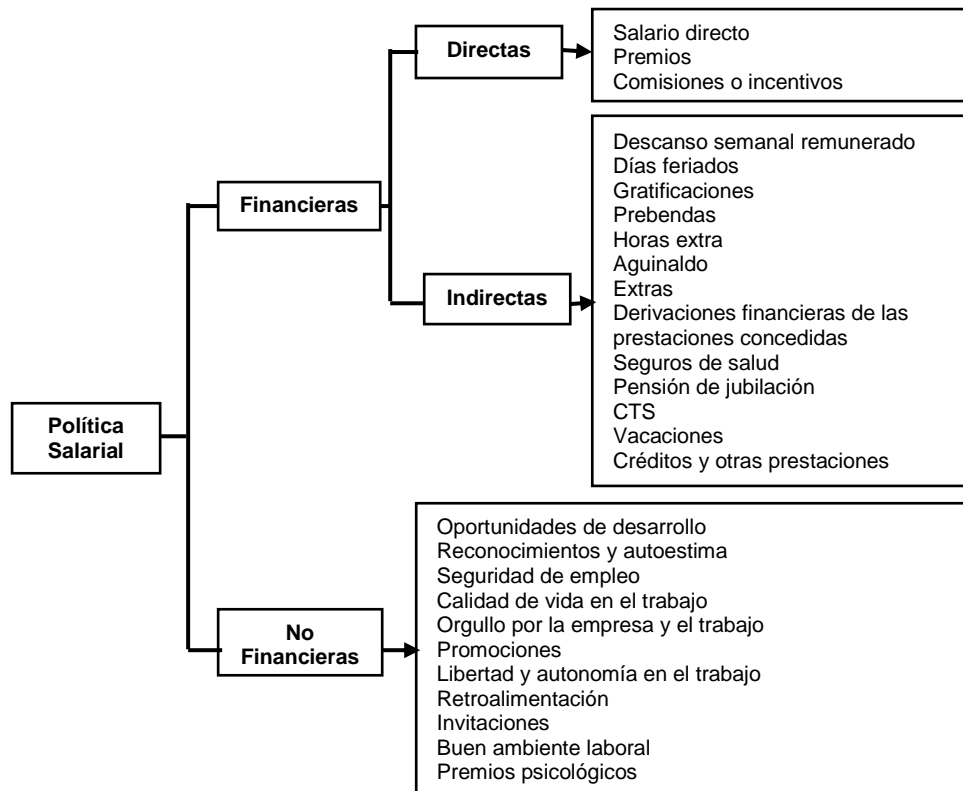 Directas
Salario directo
Premios
Comisiones o incentivos
Financieras
Indirectas
Descanso semanal remunerado
Días feriados
Gratificaciones
Prebendas
Horas extra
Aguinaldo
Extras
Derivaciones financieras de las
prestaciones concedidas
Seguros de salud
Pensión de jubilación
CTS
Vacaciones
Créditos y otras prestaciones
Política
Salarial
No
Financieras
Oportunidades de desarrollo
Reconocimientos y autoestima
Seguridad de empleo
Calidad de vida en el trabajo
Orgullo por la empresa y el trabajo
Promociones
Libertad y autonomía en el trabajo
Retroalimentación
Invitaciones
Buen ambiente laboral
Premios psicológicos